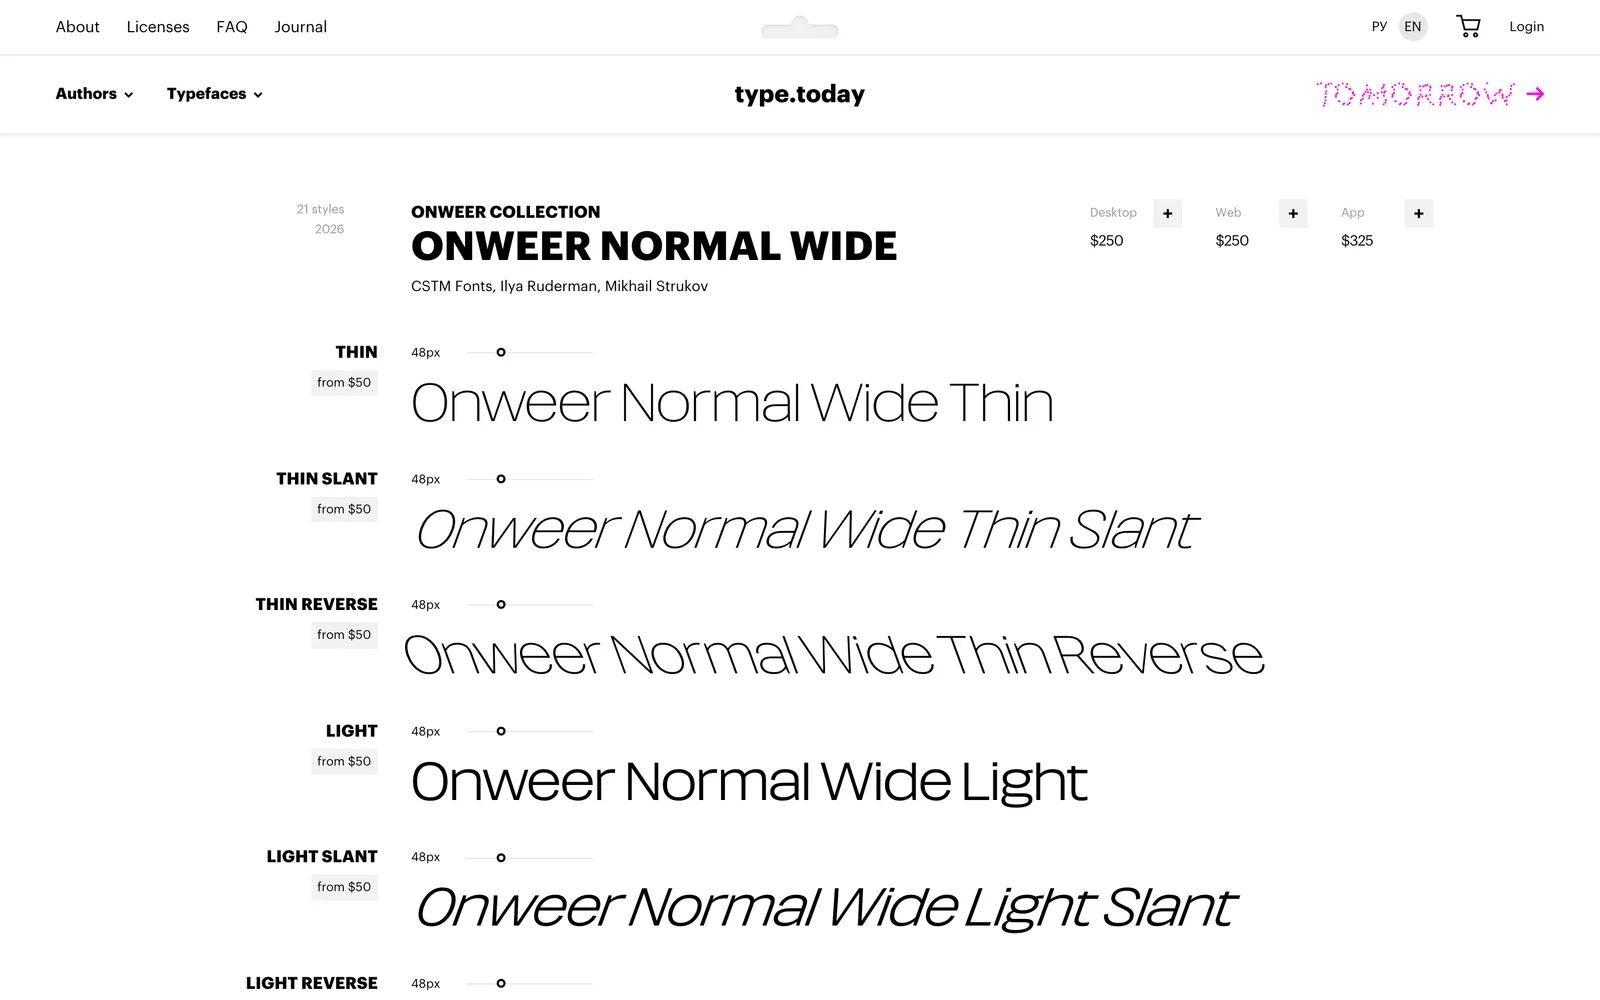 About Licenses FAQ Journal
РУ EN Login
Authors Typefaces
type.today
TOMORROW →
21 styles
2026
ONWEER COLLECTION
ONWEER NORMAL WIDE
CSTM Fonts, Ilya Ruderman, Mikhail Strukov
Desktop + Web + App +
$250 $250 $325
THIN
from $50
48px
Onweer Normal Wide Thin
THIN SLANT
from $50
48px
Onweer Normal Wide Thin Slant
THIN REVERSE
from $50
48px
Onweer Normal Wide Thin Reverse
LIGHT
from $50
48px
Onweer Normal Wide Light
LIGHT SLANT
from $50
48px
Onweer Normal Wide Light Slant
LIGHT REVERSE
48px